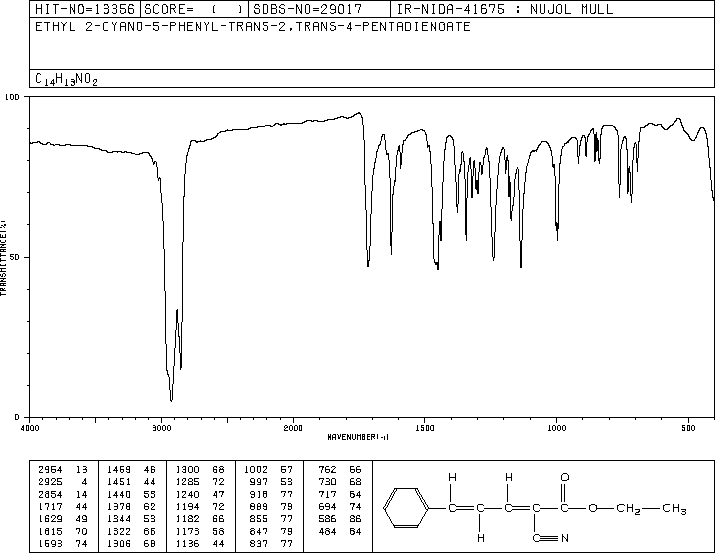 HIT-NO=13356 SCORE= ( ) SDBS-NO=29017 IR-NIDA-41675 : NUJOL MULL
ETHYL 2-CYANO-5-PHENYL-TRANS-2,TRANS-4-PENTADIENOATE
C14H13NO2
100
50
0
TRANSMITTANCE(%)
4000 3000 2000 1500 1000 500
WAVENUMBER(-1)
2954 13 1469 46 1300 68 1002 57 762 66
2925 4 1451 44 1285 72 997 53 730 68
2854 14 1440 55 1240 47 918 77 717 64
1717 44 1378 62 1194 72 889 79 694 74
1629 49 1344 53 1182 66 855 77 586 86
1615 70 1322 66 1173 58 847 79 484 84
1593 74 1306 68 1136 44 837 77
H H O
C C C C C O CH2 CH3
H H C≡N